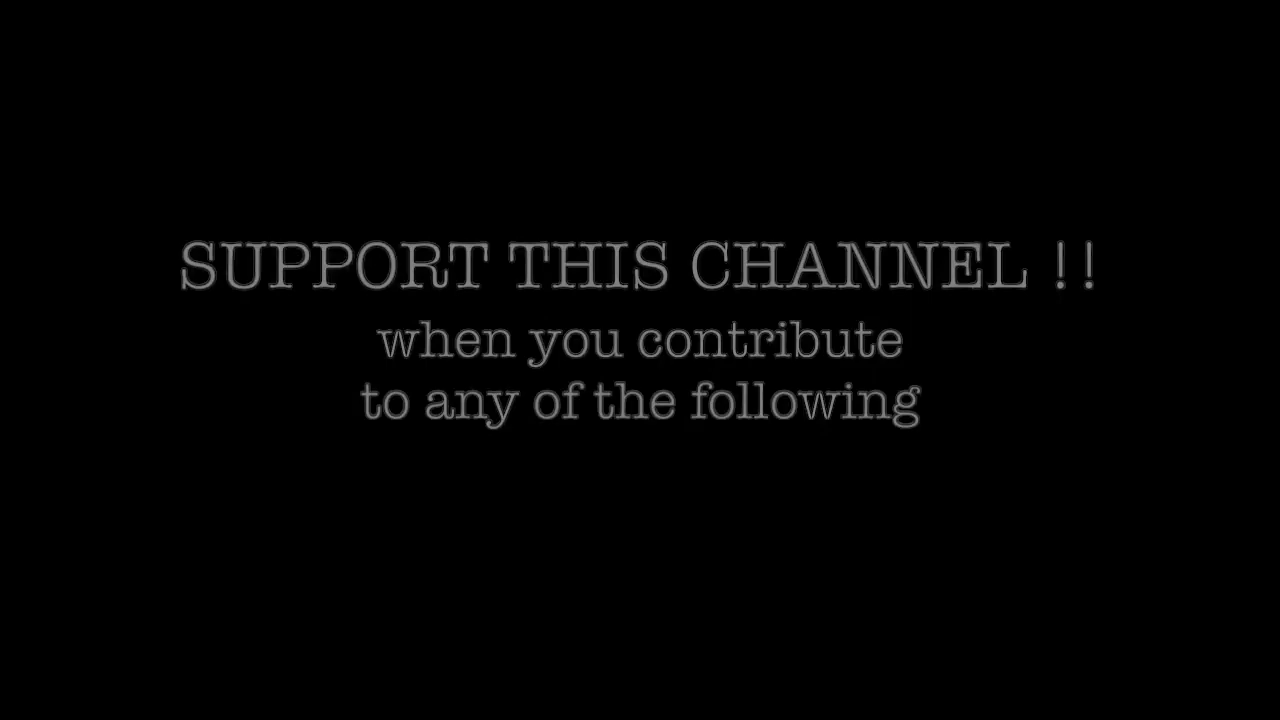 SUPPORT THIS CHANNEL !!
when you contribute
to any of the following